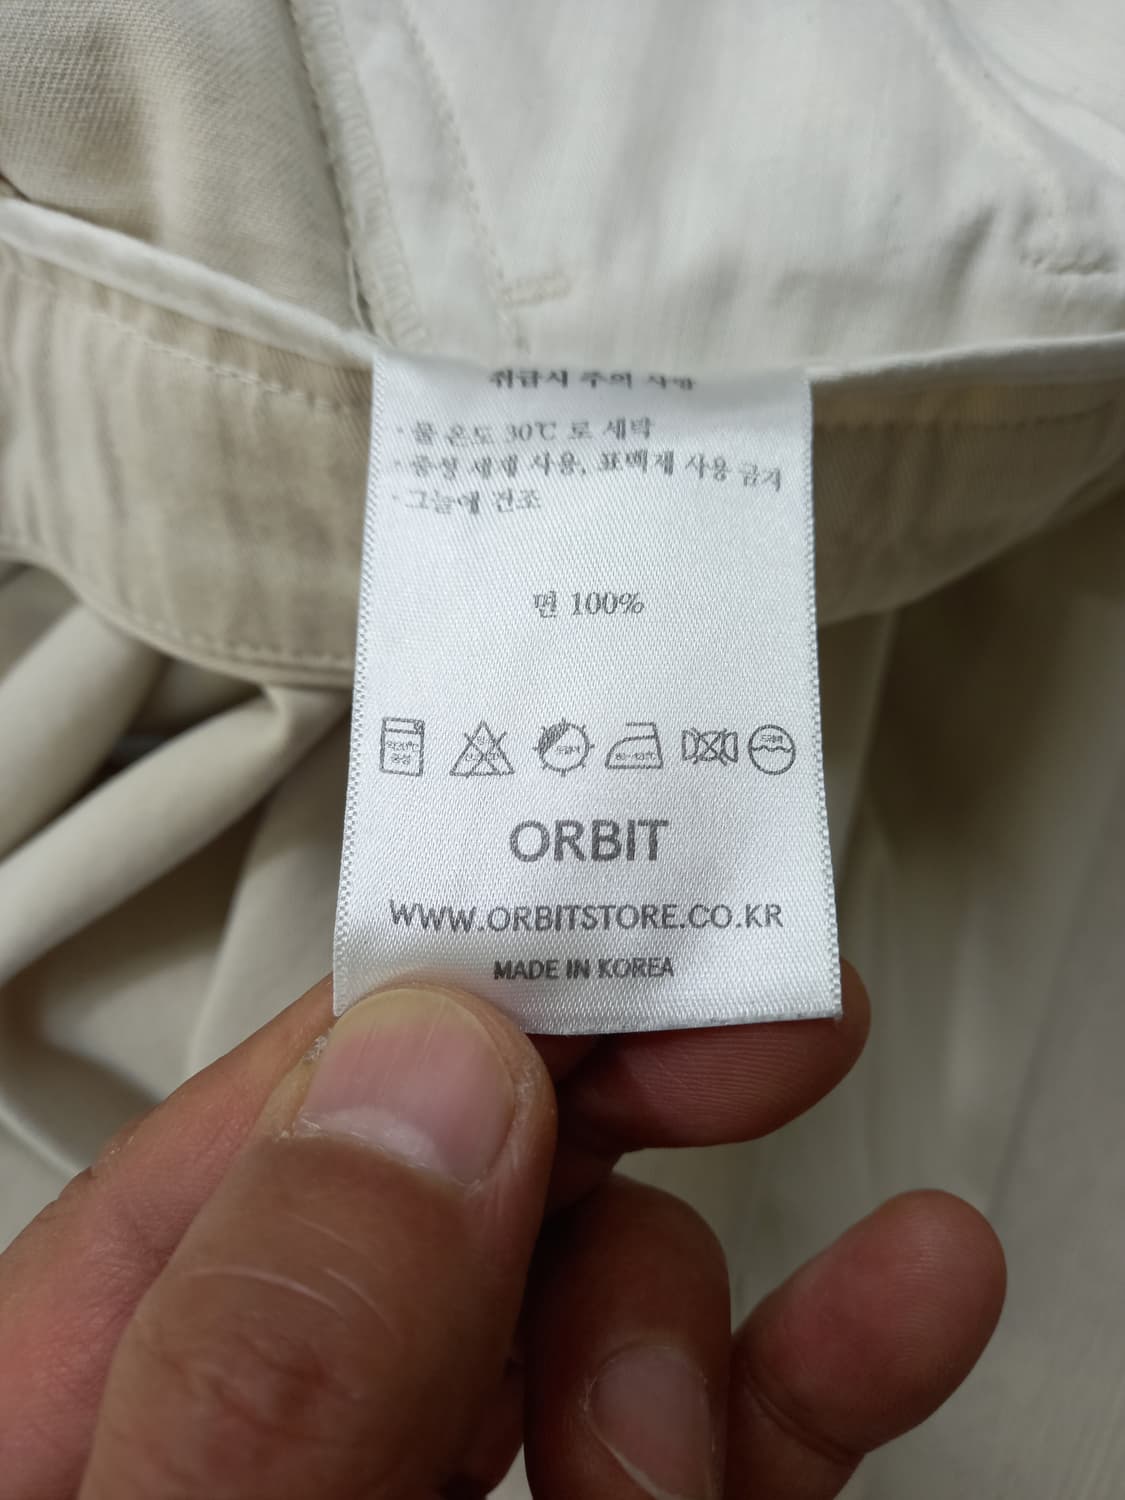 취급시 주의 사항
· 물 온도 30℃ 로 세탁
· 중성 세제 사용, 표백제 사용 금지
· 그늘에 건조
면 100%
ORBIT
WWW.ORBITSTORE.CO.KR
MADE IN KOREA